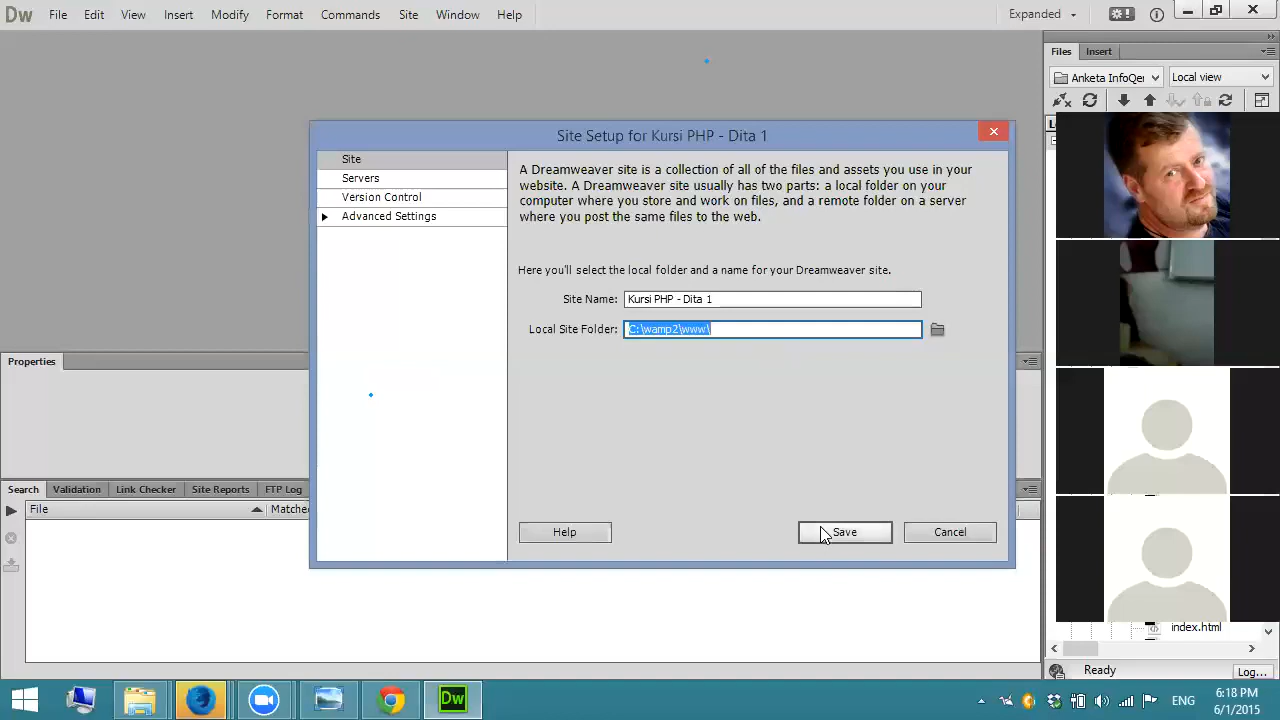 Dw File Edit View Insert Modify Format Commands Site Window Help Expanded
Files Insert
Site Setup for Kursi PHP - Dita 1
Anketa InfoQer Local view
Site
Servers
Version Control
Advanced Settings
A Dreamweaver site is a collection of all of the files and assets you use in your
website. A Dreamweaver site usually has two parts: a local folder on your
computer where you store and work on files, and a remote folder on a server
where you post the same files to the web.
Here you'll select the local folder and a name for your Dreamweaver site.
Site Name: Kursi PHP - Dita 1
Local Site Folder: C:\wamp2\www\
Help Save Cancel
Properties
Search Validation Link Checker Site Reports FTP Log
File Matched
index.html
Ready Log...
Dw
ENG
6:18 PM
6/1/2015